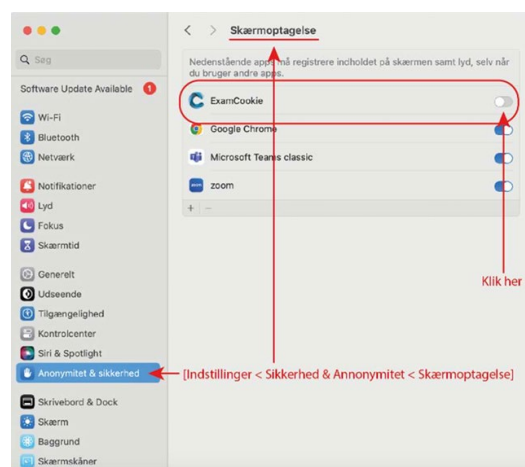 Skærmoptagelse
Søg
Nedenstående apps må registrere indholdet på skærmen samt lyd, selv når
du bruger andre apps.
Software Update Available 1
ExamCookie
Google Chrome
Microsoft Teams classic
zoom
+ −
Wi-Fi
Bluetooth
Netværk
Notifikationer
Lyd
Fokus
Skærmtid
Generelt
Udseende
Tilgængelighed
Kontrolcenter
Siri & Spotlight
Anonymitet & sikkerhed
Skrivebord & Dock
Skærm
Baggrund
Skærmskåner
Klik her
[Indstillinger < Sikkerhed & Annonymitet < Skærmoptagelse]